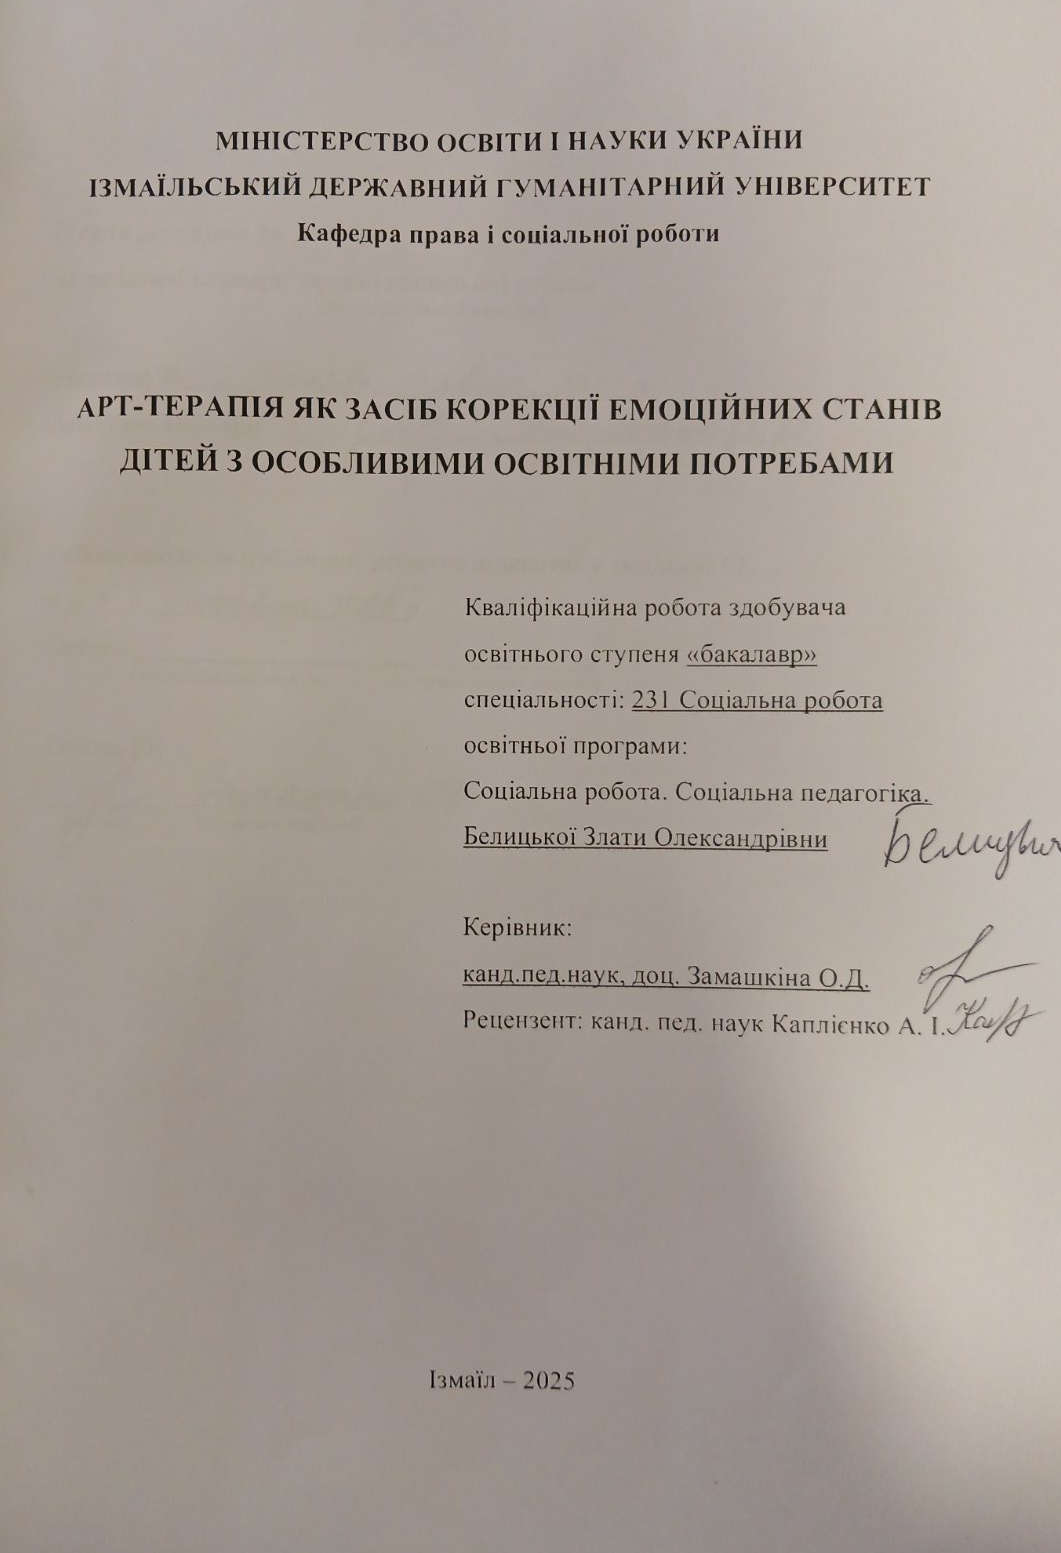 МІНІСТЕРСТВО ОСВІТИ І НАУКИ УКРАЇНИ
ІЗМАЇЛЬСЬКИЙ ДЕРЖАВНИЙ ГУМАНІТАРНИЙ УНІВЕРСИТЕТ
Кафедра права і соціальної роботи
АРТ-ТЕРАПІЯ ЯК ЗАСІБ КОРЕКЦІЇ ЕМОЦІЙНИХ СТАНІВ
ДІТЕЙ З ОСОБЛИВИМИ ОСВІТНІМИ ПОТРЕБАМИ
Кваліфікаційна робота здобувача
освітнього ступеня «бакалавр»
спеціальності: 231 Соціальна робота
освітньої програми:
Соціальна робота. Соціальна педагогіка.
Белицької Злати Олександрівни
Керівник:
канд.пед.наук, доц. Замашкіна О.Д.
Рецензент: канд. пед. наук Каплієнко А. І.
Ізмаїл – 2025